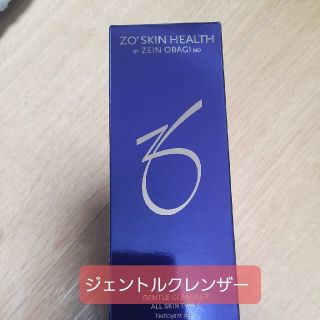 ZO® SKIN HEALTH
BY ZEIN OBAGI MD
ジェントルクレンザー
GENTLE CLEANSER
ALL SKIN TYPES
Nettoyant